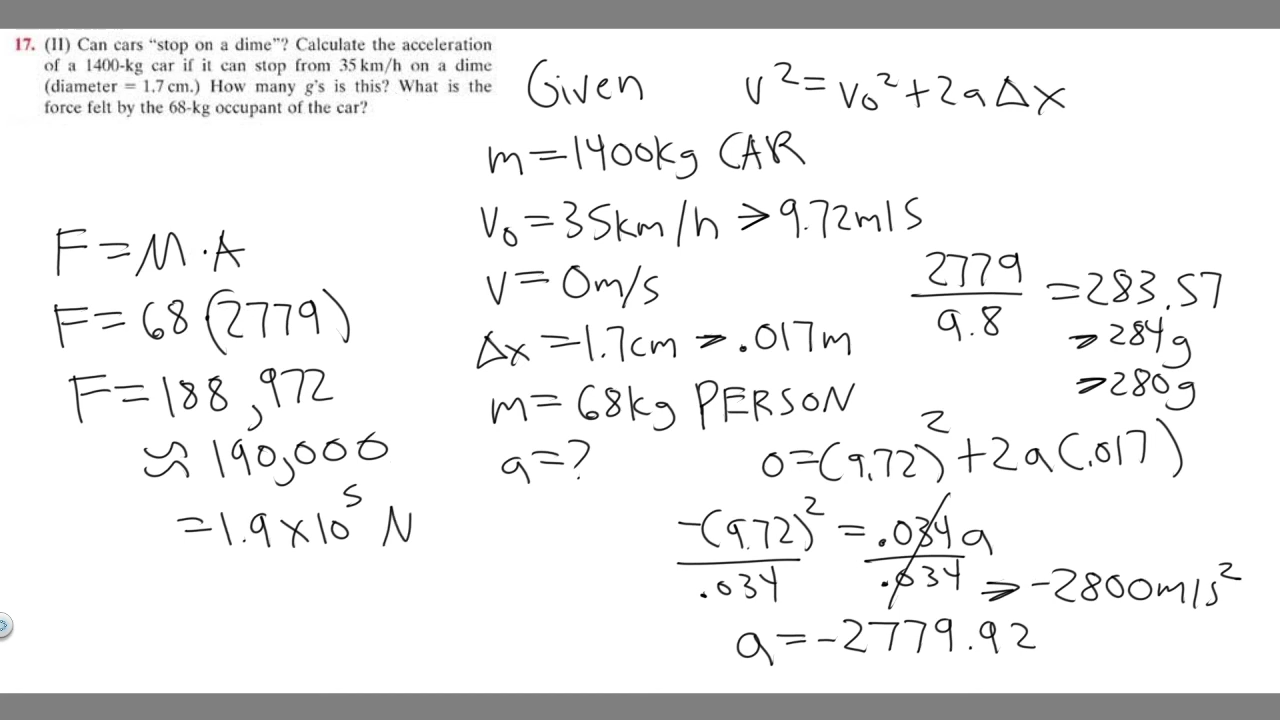 17. (II) Can cars “stop on a dime”? Calculate the acceleration
of a 1400-kg car if it can stop from 35 km/h on a dime
(diameter = 1.7 cm.) How many g's is this? What is the
force felt by the 68-kg occupant of the car?
Given
v² = v₀² + 2aΔx
m = 1400kg CAR
v₀ = 35km/h → 9.72m/s
v = 0m/s
Δx = 1.7cm → .017m
m = 68kg PERSON
a = ?
F = M · A
F = 68(2779)
F = 188,972
≈ 190,000
= 1.9 x 10⁵ N
2779/9.8 = 283.57
→ 284g
→ 280g
0 = (9.72)² + 2a(.017)
-(9.72)²/.034 = .034a/.034 → -2800m/s²
a = -2779.92